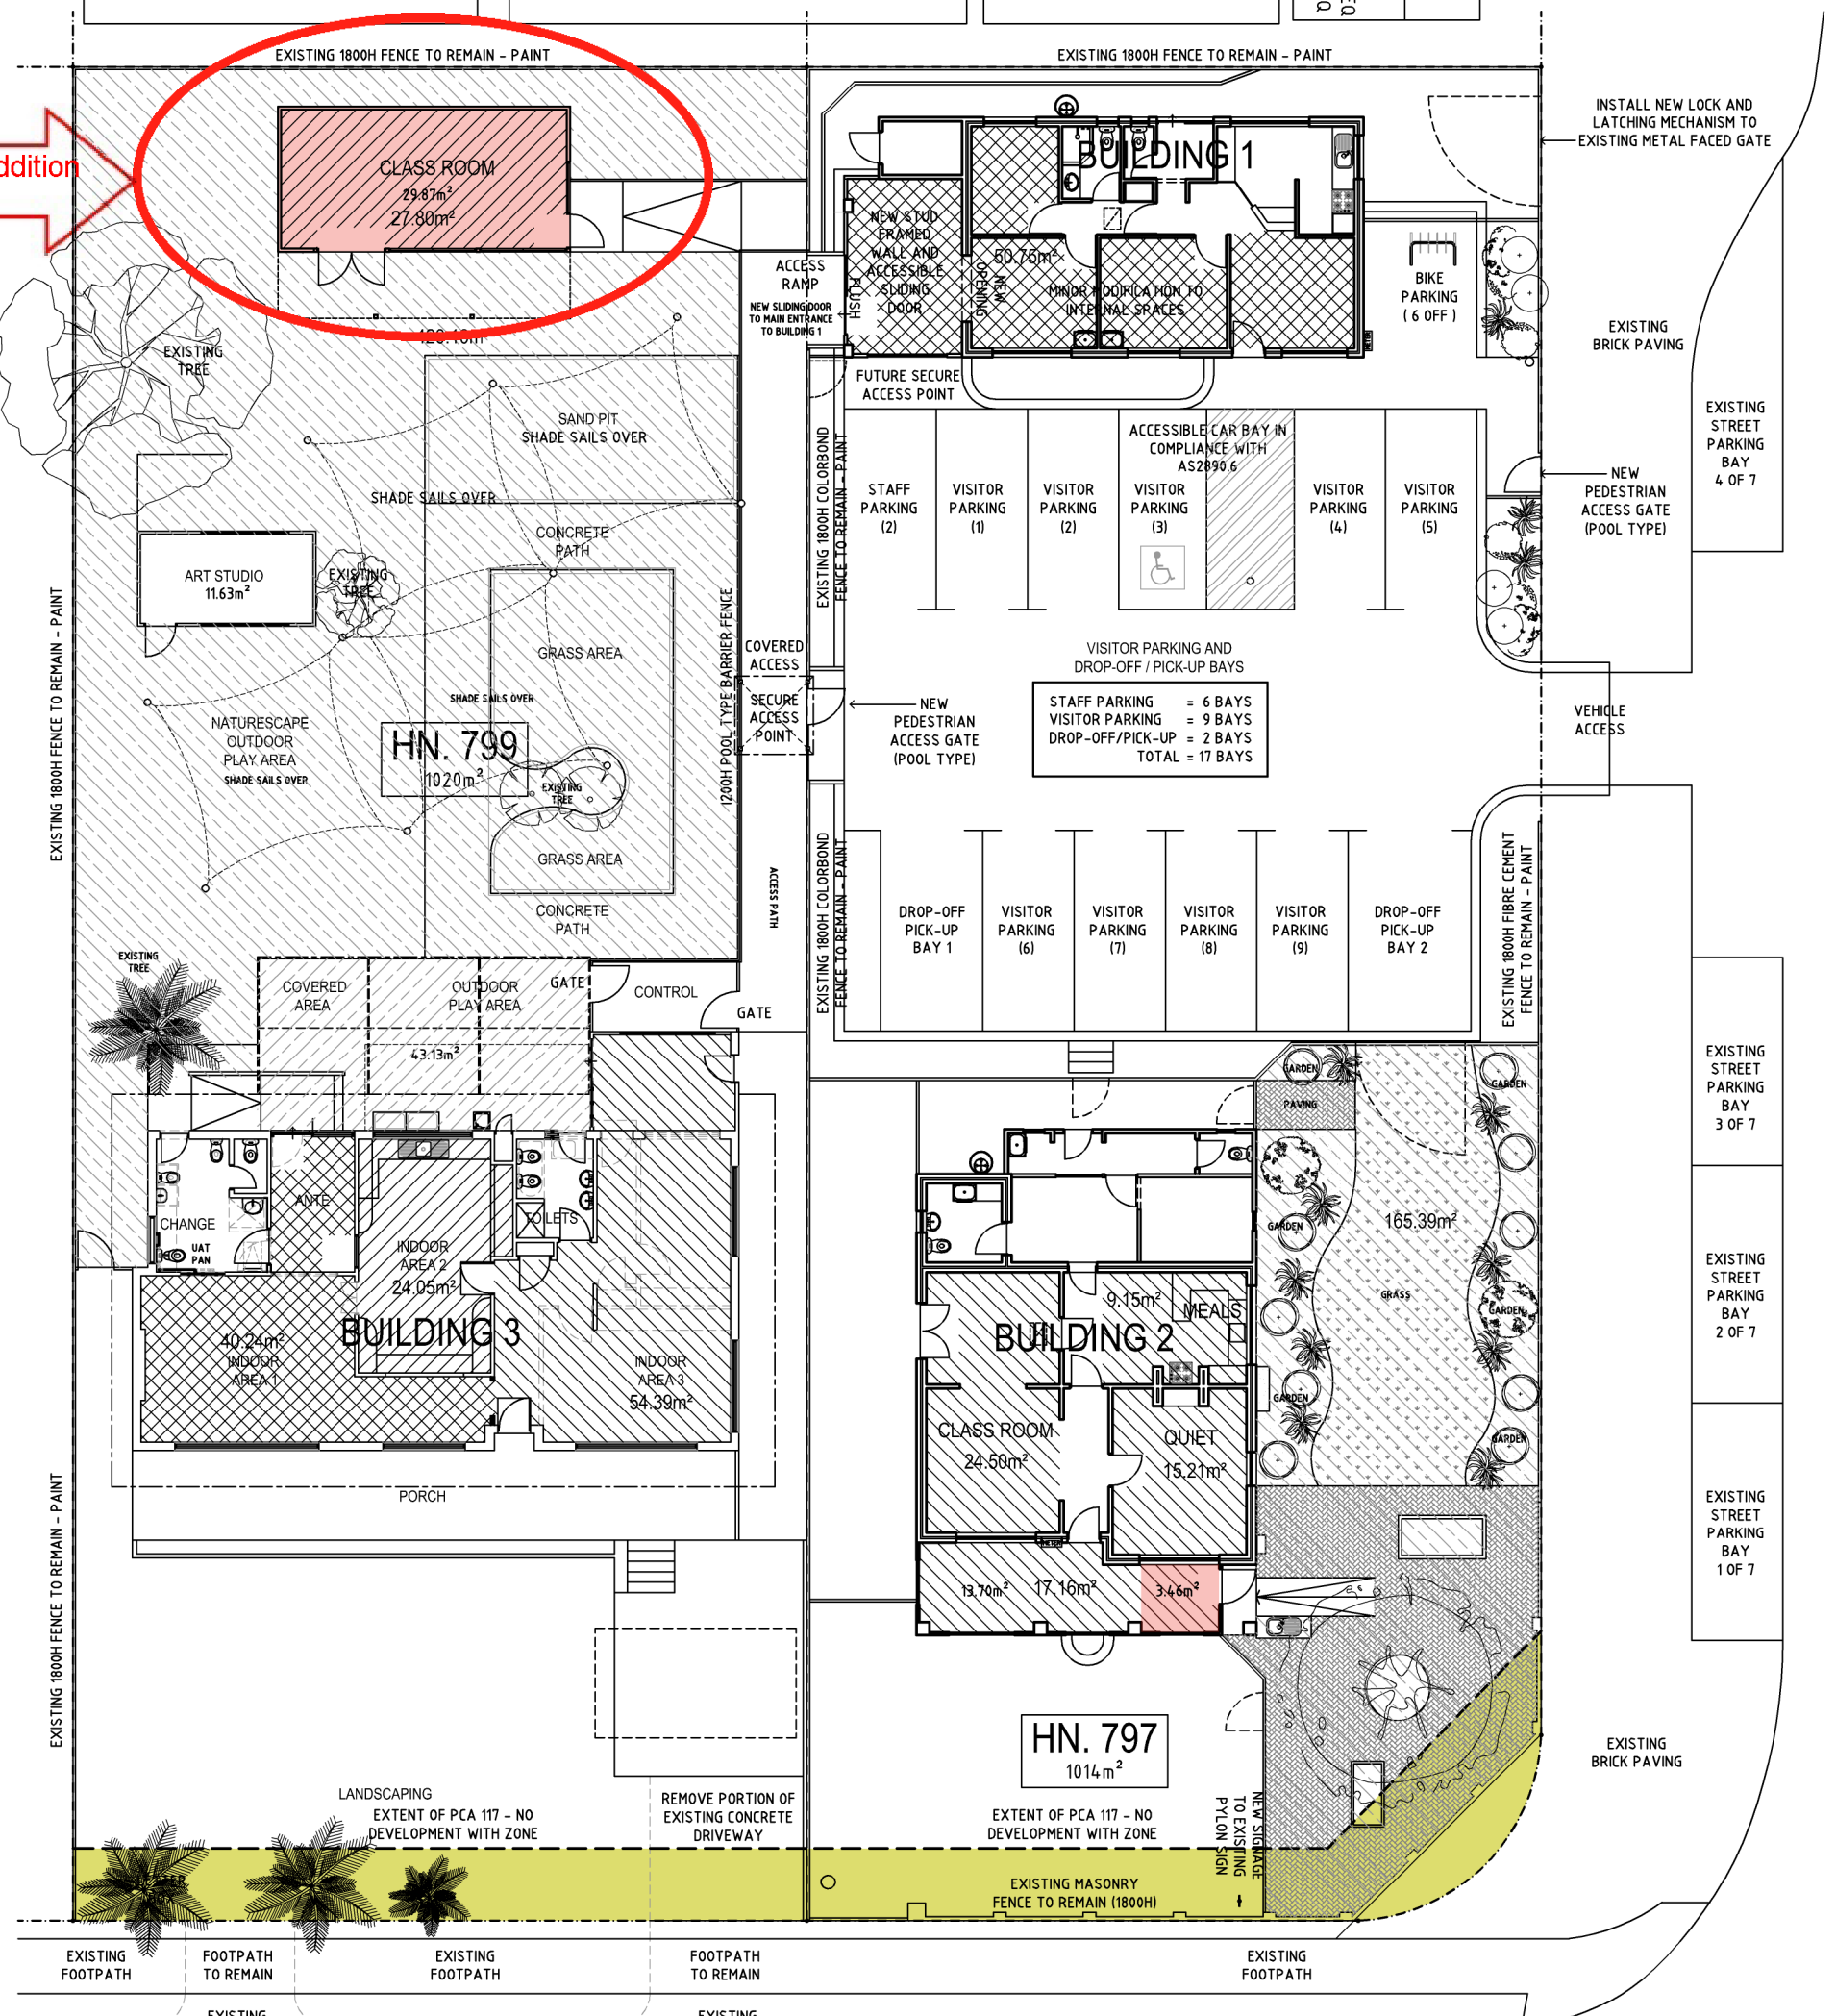 EQ
EQ
EXISTING 1800H FENCE TO REMAIN - PAINT
EXISTING 1800H FENCE TO REMAIN - PAINT
ddition
CLASS ROOM
29.87m²
27.80m²
BUILDING 1
INSTALL NEW LOCK AND
LATCHING MECHANISM TO
EXISTING METAL FACED GATE
NEW STUD
FRAMED
WALL AND
ACCESSIBLE
SLIDING
DOOR
FLUSH
50.75m²
NEW
OPENING
MINOR MODIFICATION TO
INTERNAL SPACES
ACCESS
RAMP
NEW SLIDING DOOR
TO MAIN ENTRANCE
TO BUILDING 1
BIKE
PARKING
( 6 OFF )
EXISTING
BRICK PAVING
EXISTING
TREE
FUTURE SECURE
ACCESS POINT
SAND PIT
SHADE SAILS OVER
SHADE SAILS OVER
CONCRETE
PATH
EXISTING 1800H COLORBOND
FENCE TO REMAIN - PAINT
ACCESSIBLE CAR BAY IN
COMPLIANCE WITH
AS2890.6
STAFF
PARKING
(2)
VISITOR
PARKING
(1)
VISITOR
PARKING
(2)
VISITOR
PARKING
(3)
VISITOR
PARKING
(4)
VISITOR
PARKING
(5)
EXISTING
STREET
PARKING
BAY
4 OF 7
NEW
PEDESTRIAN
ACCESS GATE
(POOL TYPE)
ART STUDIO
11.63m²
EXISTING
TREE
EXISTING 1800H FENCE TO REMAIN - PAINT
GRASS AREA
SHADE SAILS OVER
NATURESCAPE
OUTDOOR
PLAY AREA
SHADE SAILS OVER
HN. 799
1020m²
EXISTING
TREE
GRASS AREA
CONCRETE
PATH
1200H POOL TYPE BARRIER FENCE
COVERED
ACCESS
SECURE
ACCESS
POINT
NEW
PEDESTRIAN
ACCESS GATE
(POOL TYPE)
VISITOR PARKING AND
DROP-OFF / PICK-UP BAYS
STAFF PARKING = 6 BAYS
VISITOR PARKING = 9 BAYS
DROP-OFF/PICK-UP = 2 BAYS
TOTAL = 17 BAYS
VEHICLE
ACCESS
ACCESS PATH
EXISTING 1800H COLORBOND
FENCE TO REMAIN - PAINT
DROP-OFF
PICK-UP
BAY 1
VISITOR
PARKING
(6)
VISITOR
PARKING
(7)
VISITOR
PARKING
(8)
VISITOR
PARKING
(9)
DROP-OFF
PICK-UP
BAY 2
EXISTING 1800H FIBRE CEMENT
FENCE TO REMAIN - PAINT
EXISTING
TREE
COVERED
AREA
OUTDOOR
PLAY AREA
43.13m²
GATE
CONTROL
GATE
EXISTING
STREET
PARKING
BAY
3 OF 7
GARDEN
GARDEN
PAVING
CHANGE
UAT
PAN
ANTE
TOILETS
INDOOR
AREA 2
24.05m²
BUILDING 3
40.24m²
INDOOR
AREA 1
INDOOR
AREA 3
54.39m²
PORCH
9.15m²
MEALS
BUILDING 2
CLASS ROOM
24.50m²
QUIET
15.21m²
13.70m²
17.16m²
3.46m²
165.39m²
GARDEN
GRASS
GARDEN
GARDEN
GARDEN
EXISTING
STREET
PARKING
BAY
2 OF 7
EXISTING
STREET
PARKING
BAY
1 OF 7
EXISTING 1800H FENCE TO REMAIN - PAINT
HN. 797
1014m²
EXISTING
BRICK PAVING
LANDSCAPING
EXTENT OF PCA 117 - NO
DEVELOPMENT WITH ZONE
REMOVE PORTION OF
EXISTING CONCRETE
DRIVEWAY
EXTENT OF PCA 117 - NO
DEVELOPMENT WITH ZONE
NEW SIGNAGE
TO EXISTING
PYLON SIGN
EXISTING MASONRY
FENCE TO REMAIN (1800H)
EXISTING
FOOTPATH
FOOTPATH
TO REMAIN
EXISTING
FOOTPATH
FOOTPATH
TO REMAIN
EXISTING
FOOTPATH
EXISTING
EXISTING